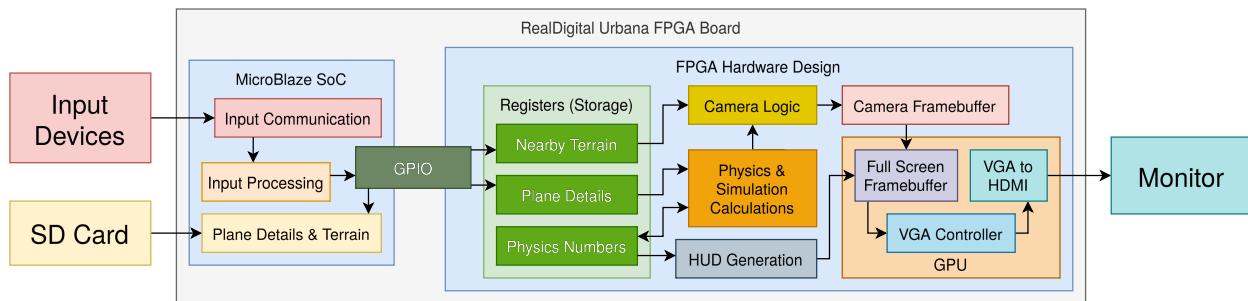 RealDigital Urbana FPGA Board
Input
Devices
SD Card
MicroBlaze SoC
Input Communication
Input Processing
Plane Details & Terrain
GPIO
FPGA Hardware Design
Registers (Storage)
Nearby Terrain
Plane Details
Physics Numbers
Camera Logic
Physics &
Simulation
Calculations
HUD Generation
Camera Framebuffer
Full Screen
Framebuffer
VGA to
HDMI
VGA Controller
GPU
Monitor